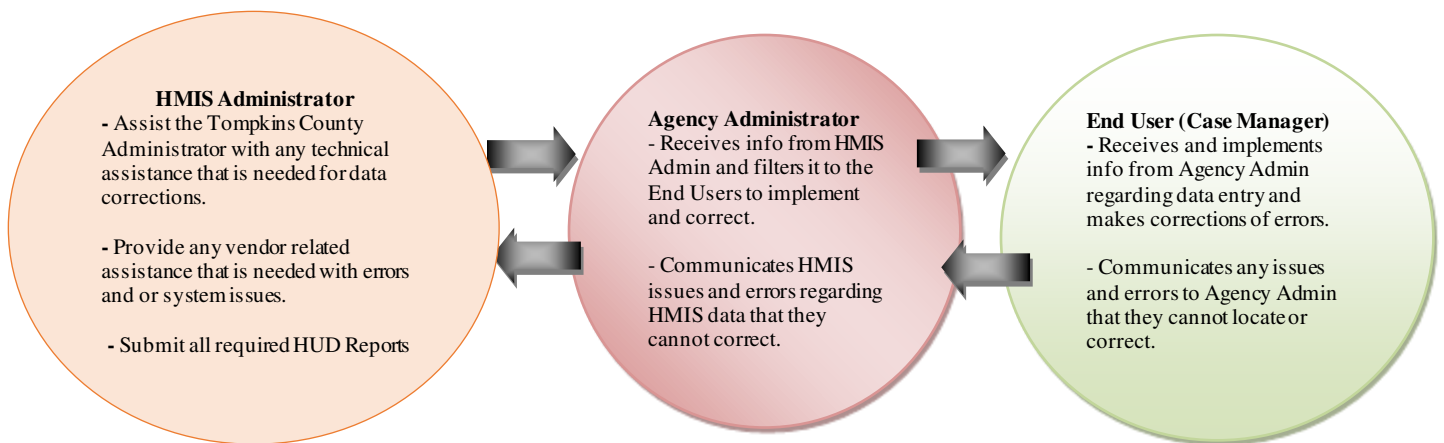 HMIS Administrator
- Assist the Tompkins County
Administrator with any technical
assistance that is needed for data
corrections.
- Provide any vendor related
assistance that is needed with errors
and or system issues.
- Submit all required HUD Reports
Agency Administrator
- Receives info from HMIS
Admin and filters it to the
End Users to implement
and correct.
- Communicates HMIS
issues and errors regarding
HMIS data that they
cannot correct.
End User (Case Manager)
- Receives and implements
info from Agency Admin
regarding data entry and
makes corrections of errors.
- Communicates any issues
and errors to Agency Admin
that they cannot locate or
correct.